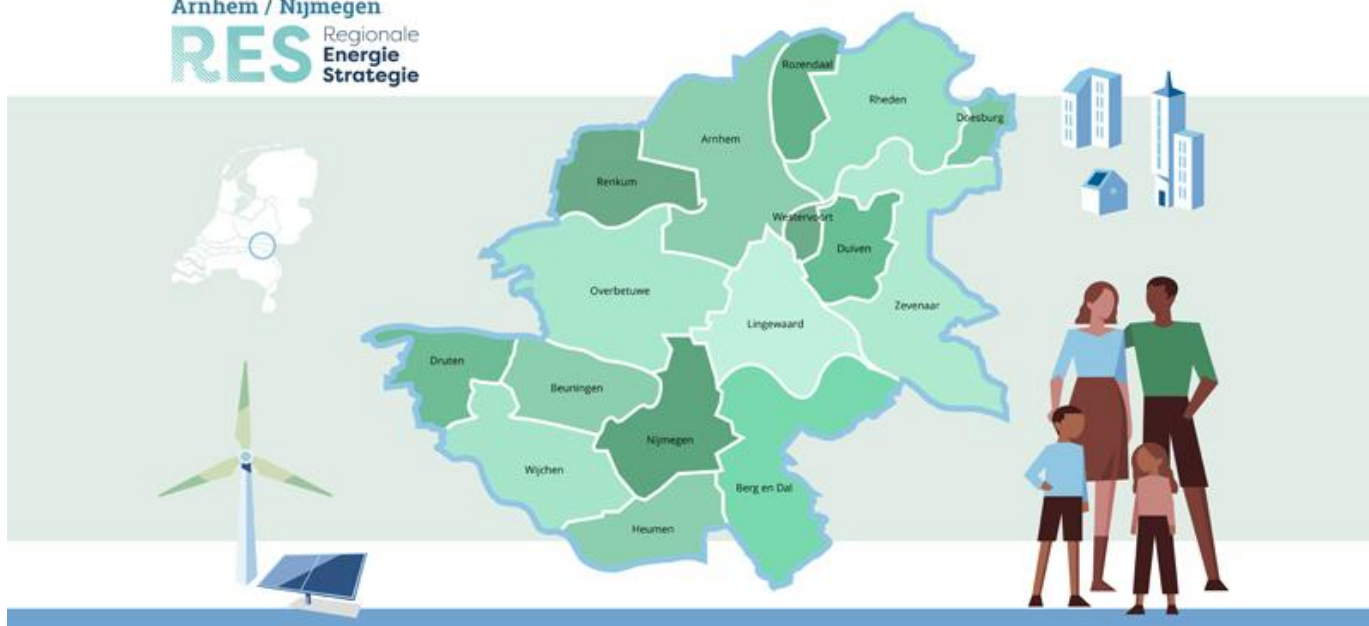 Arnhem / Nijmegen
RES Regionale
Energie
Strategie
Rozendaal
Rheden
Doesburg
Arnhem
Renkum
Westervoort
Duiven
Overbetuwe
Zevenaar
Lingewaard
Druten
Beuningen
Nijmegen
Wijchen
Berg en Dal
Heumen